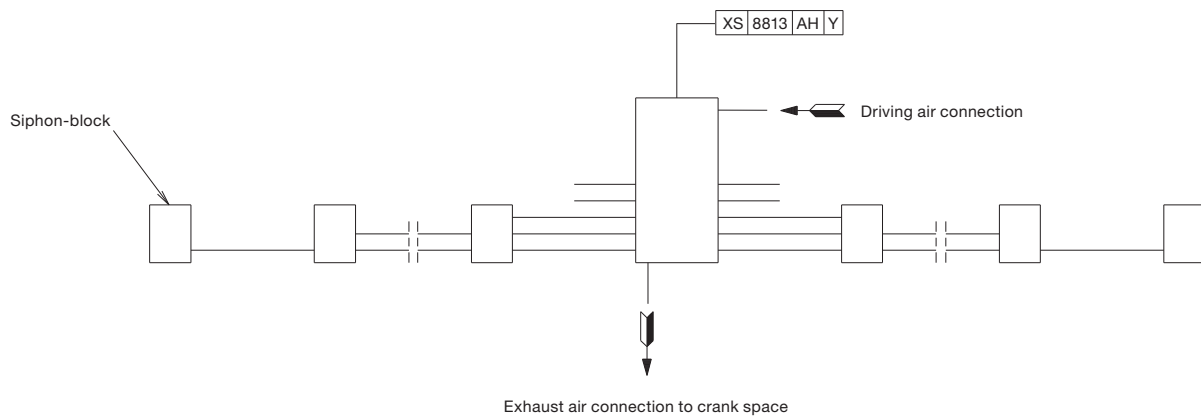 XS 8813 AH Y
Driving air connection
Siphon-block
Exhaust air connection to crank space